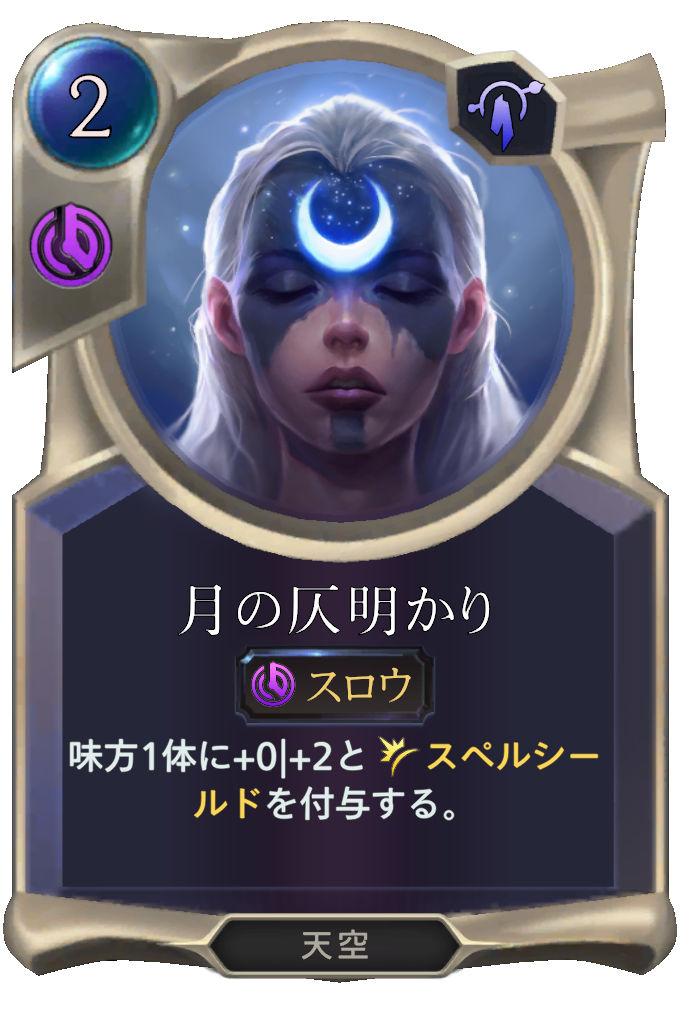 2
月の仄明かり
スロウ
味方1体に+0|+2と スペルシー
ルドを付与する。
天空